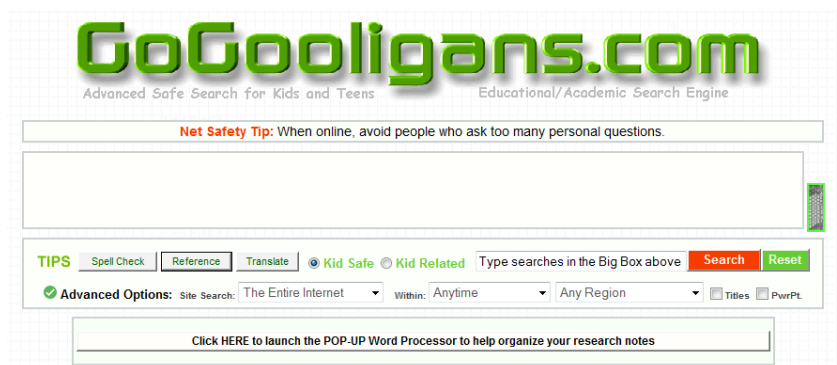 GoGooligans.com
Advanced Safe Search for Kids and Teens Educational/Academic Search Engine
Net Safety Tip: When online, avoid people who ask too many personal questions.
TIPS Spell Check Reference Translate Kid Safe Kid Related Type searches in the Big Box above Search Reset
Advanced Options: Site Search: The Entire Internet Within: Anytime Any Region Titles PwrPt.
Click HERE to launch the POP-UP Word Processor to help organize your research notes